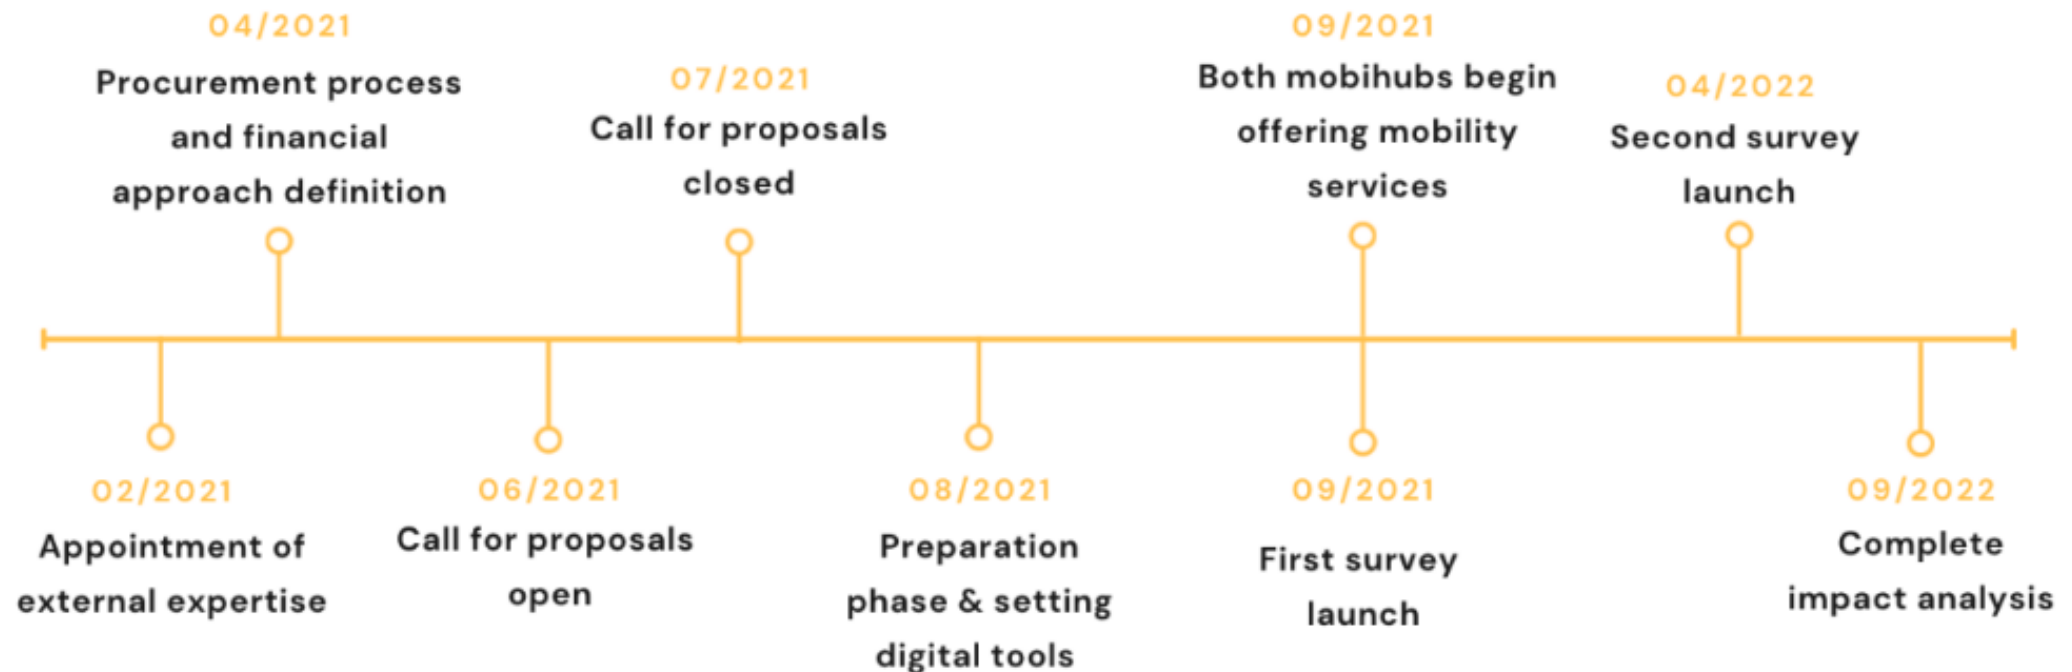 04/2021
Procurement process
and financial
approach definition
07/2021
Call for proposals
closed
09/2021
Both mobihubs begin
offering mobility
services
04/2022
Second survey
launch
02/2021
Appointment of
external expertise
06/2021
Call for proposals
open
08/2021
Preparation
phase & setting
digital tools
09/2021
First survey
launch
09/2022
Complete
impact analysis